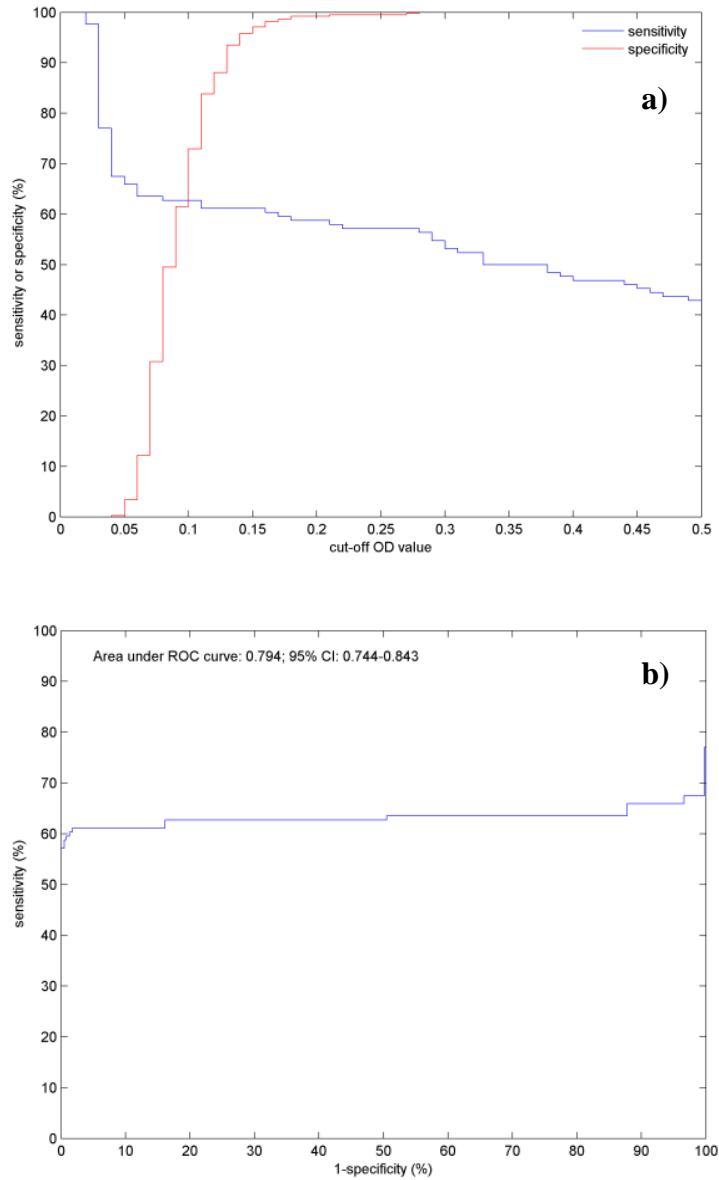 100
90
80
70
60
50
40
30
20
10
0
sensitivity or specificity (%)
sensitivity
specificity
a)
0 0.05 0.1 0.15 0.2 0.25 0.3 0.35 0.4 0.45 0.5
cut-off OD value
100
90
80
70
60
50
40
30
20
10
0
sensitivity (%)
Area under ROC curve: 0.794; 95% CI: 0.744-0.843
b)
0 10 20 30 40 50 60 70 80 90 100
1-specificity (%)